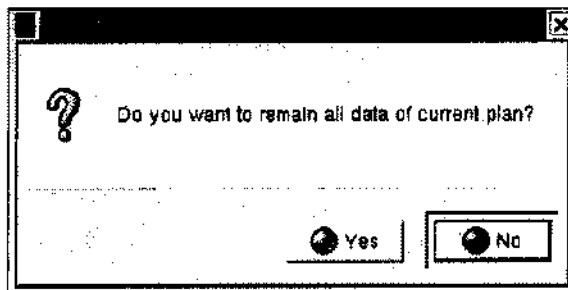 Do you want to remain all data of current plan?
Yes
No